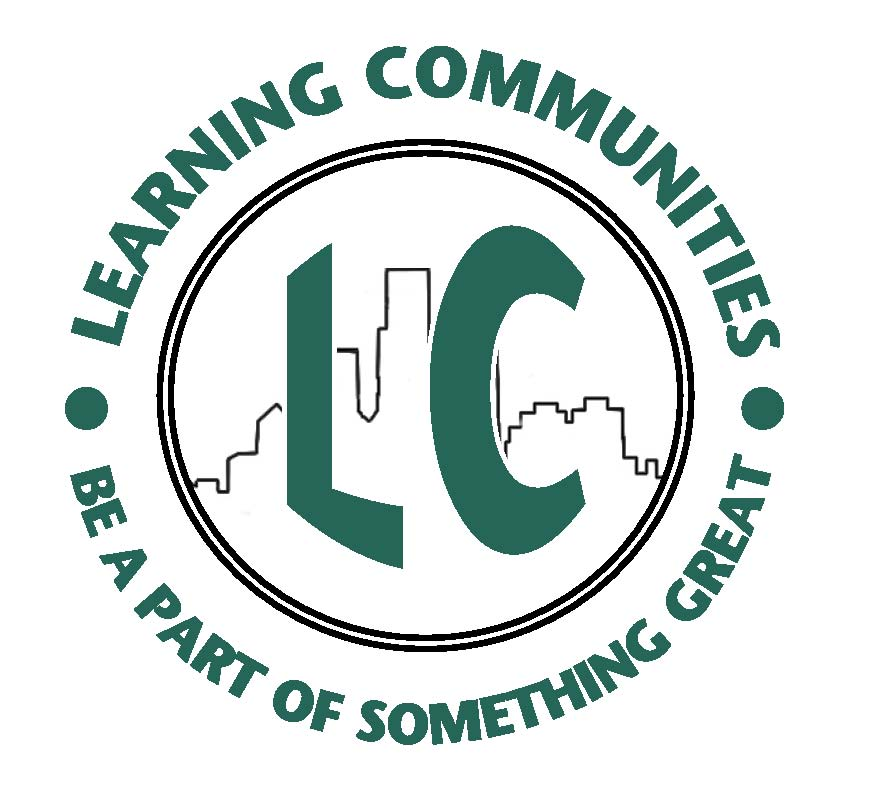 LEARNING COMMUNITIES
LC
BE A PART OF SOMETHING GREAT